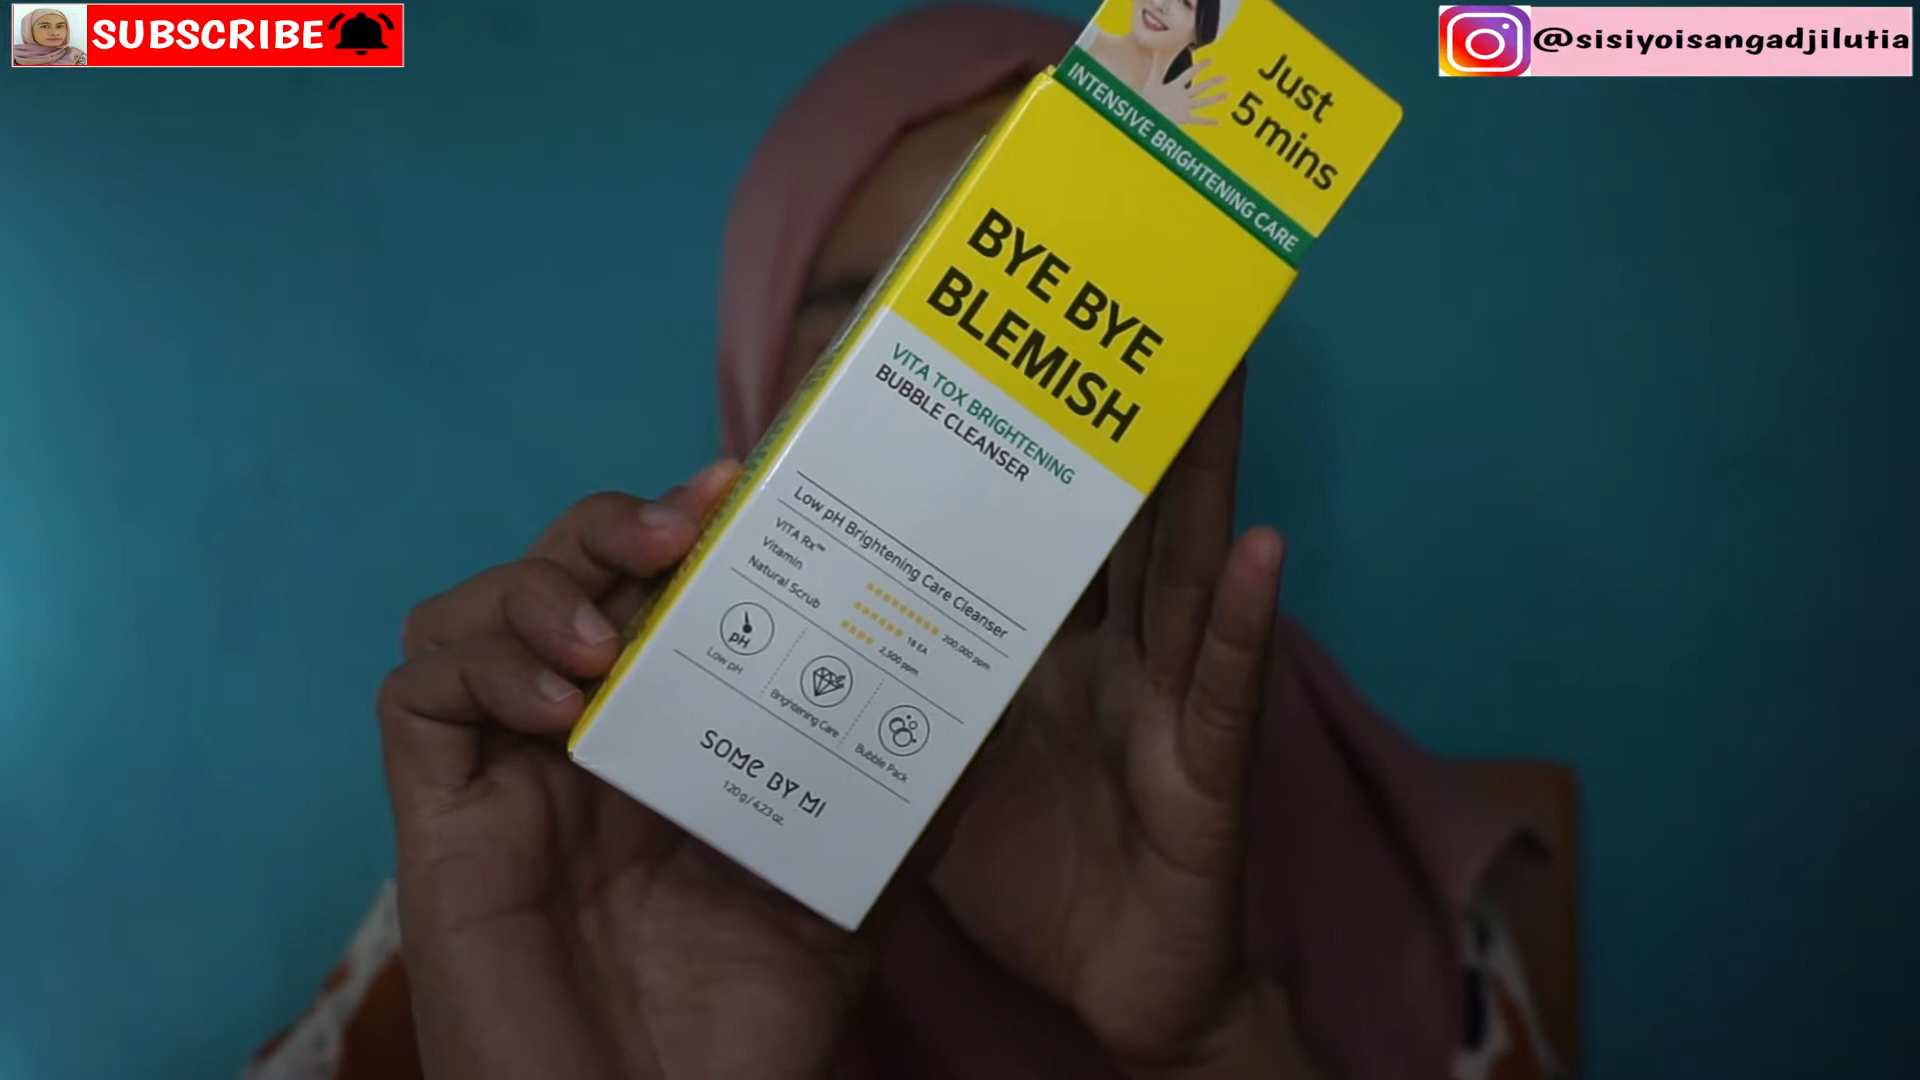 SUBSCRIBE
@sisiyoisangadjilutia
Just
5 mins
INTENSIVE BRIGHTENING CARE
BYE BYE
BLEMISH
VITA TOX BRIGHTENING
BUBBLE CLEANSER
Low pH Brightening Care Cleanser
VITA Rx™ 200,000 ppm
Vitamin 18 EA
Natural Scrub 2,500 ppm
pH
Low pH
Brightening Care
Bubble Pack
SOME BY MI
120 g / 4.23 oz.